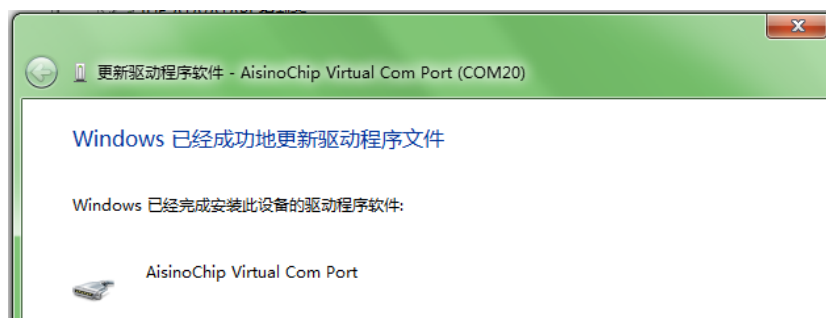 更新驱动程序软件 - AisinoChip Virtual Com Port (COM20)
Windows 已经成功地更新驱动程序文件
Windows 已经完成安装此设备的驱动程序软件:
AisinoChip Virtual Com Port